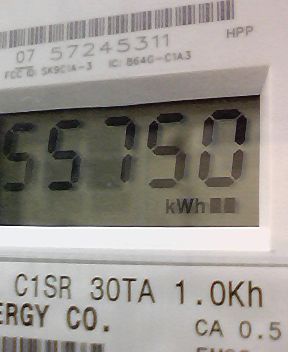 07 57245311
HPP
FCC ID: SK9C1A-3 IC: 864G-C1A3
55750
kWh
C1SR 30TA 1.0Kh
ERGY CO.
CA 0.5